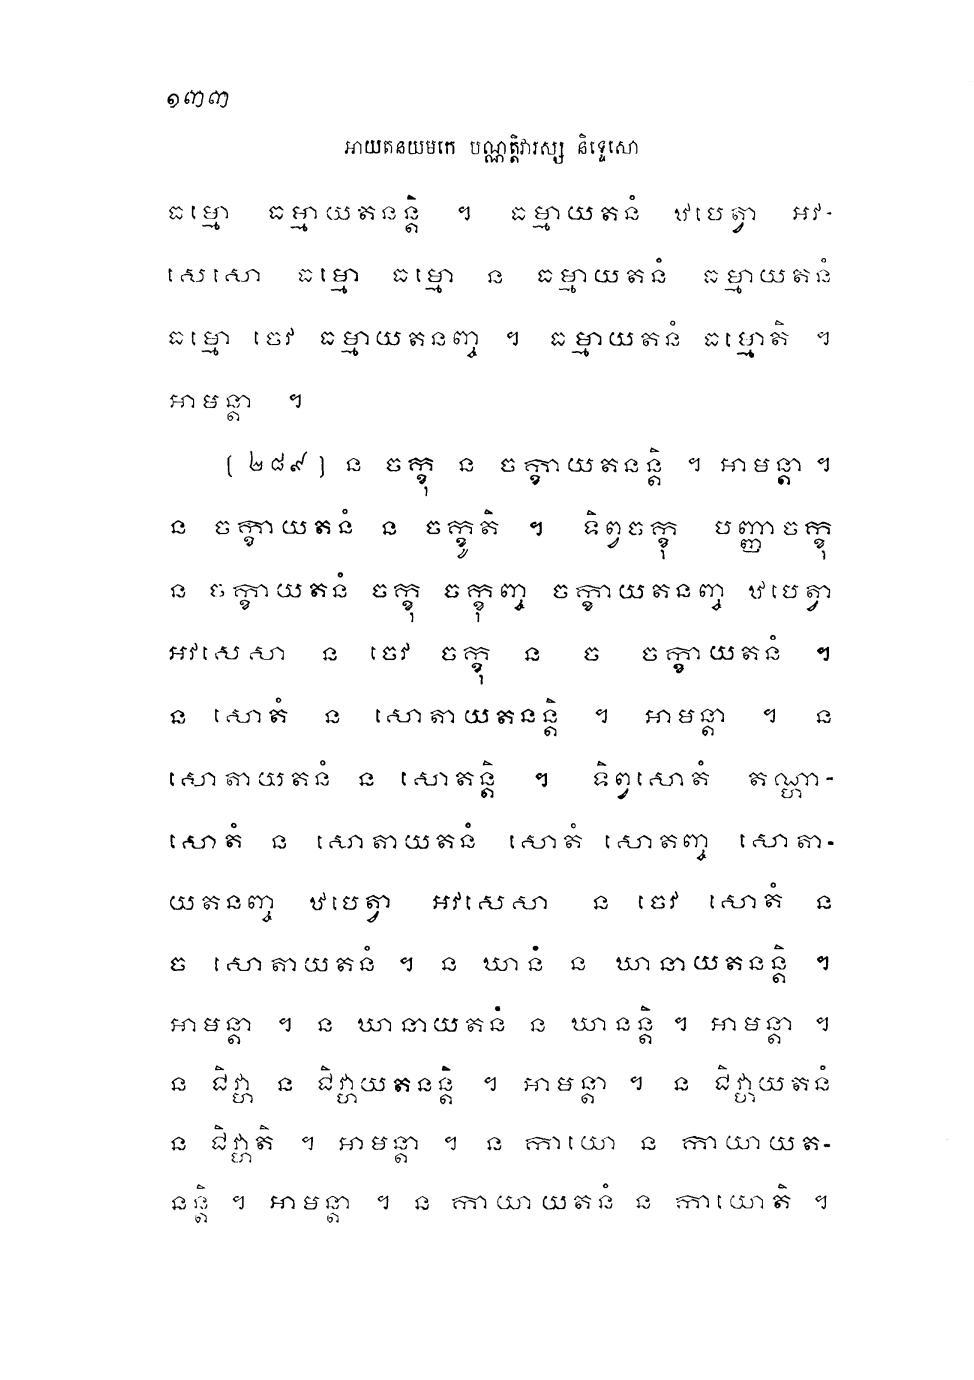 ១៣៣
អាយតនយមកេ បណ្ណត្តិវារស្ស និទ្ទេសោ
ធម្មោ ធម្មាយតនន្តិ ។ ធម្មាយតនំ ឋបេត្វា អវ-
សេសោ ធម្មោ ធម្មោ ន ធម្មាយតនំ ធម្មាយតនំ
ធម្មោ ចេវ ធម្មាយតនញ្ច ។ ធម្មាយតនំ ធម្មោតិ ។
អាមន្តា ។
(២៨៩) ន ចក្ខុ ន ចក្ខាយតនន្តិ ។ អាមន្តា ។
ន ចក្ខាយតនំ ន ចក្ខូតិ ។ ទិព្វចក្ខុ បញ្ញាចក្ខុ
ន ចក្ខាយតនំ ចក្ខុ ចក្ខុញ្ច ចក្ខាយតនញ្ច ឋបេត្វា
អវសេសា ន ចេវ ចក្ខុ ន ច ចក្ខាយតនំ ។
ន សោតំ ន សោតាយតនន្តិ ។ អាមន្តា ។ ន
សោតាយតនំ ន សោតន្តិ ។ ទិព្វសោតំ តណ្ហា-
សោតំ ន សោតាយតនំ សោតំ សោតញ្ច សោតា-
យតនញ្ច ឋបេត្វា អវសេសា ន ចេវ សោតំ ន
ច សោតាយតនំ ។ ន ឃានំ ន ឃានាយតនន្តិ ។
អាមន្តា ។ ន ឃានាយតនំ ន ឃានន្តិ ។ អាមន្តា ។
ន ជិវ្ហា ន ជិវ្ហាយតនន្តិ ។ អាមន្តា ។ ន ជិវ្ហាយតនំ
ន ជិវ្ហាតិ ។ អាមន្តា ។ ន កាយោ ន កាយាយត-
នន្តិ ។ អាមន្តា ។ ន កាយាយតនំ ន កាយោតិ ។